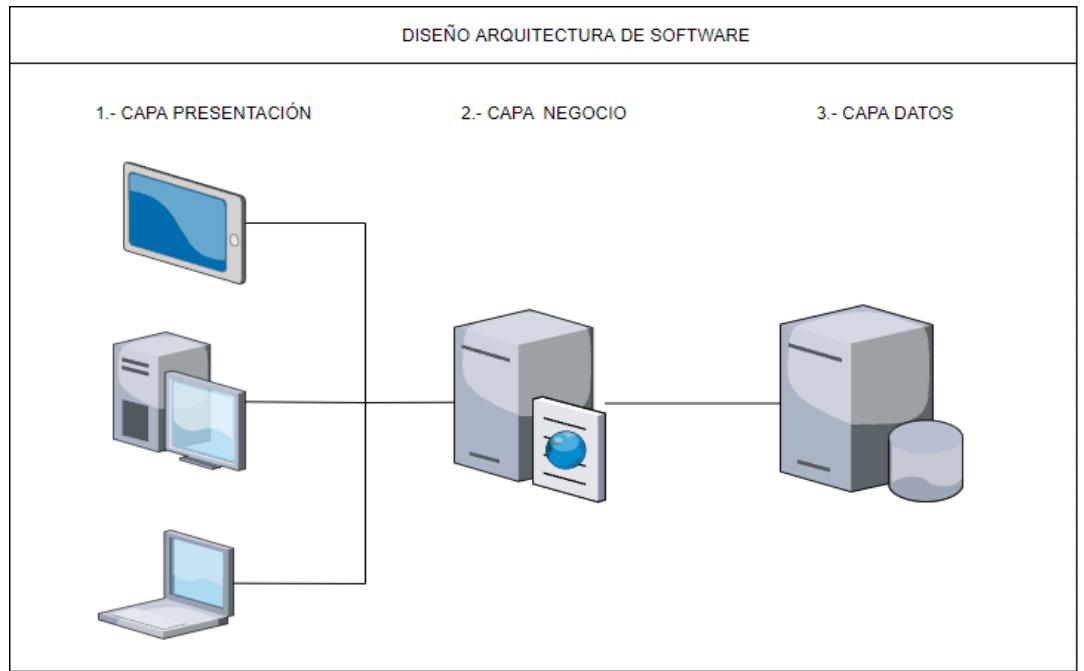 DISEÑO ARQUITECTURA DE SOFTWARE
1.- CAPA PRESENTACIÓN
2.- CAPA NEGOCIO
3.- CAPA DATOS